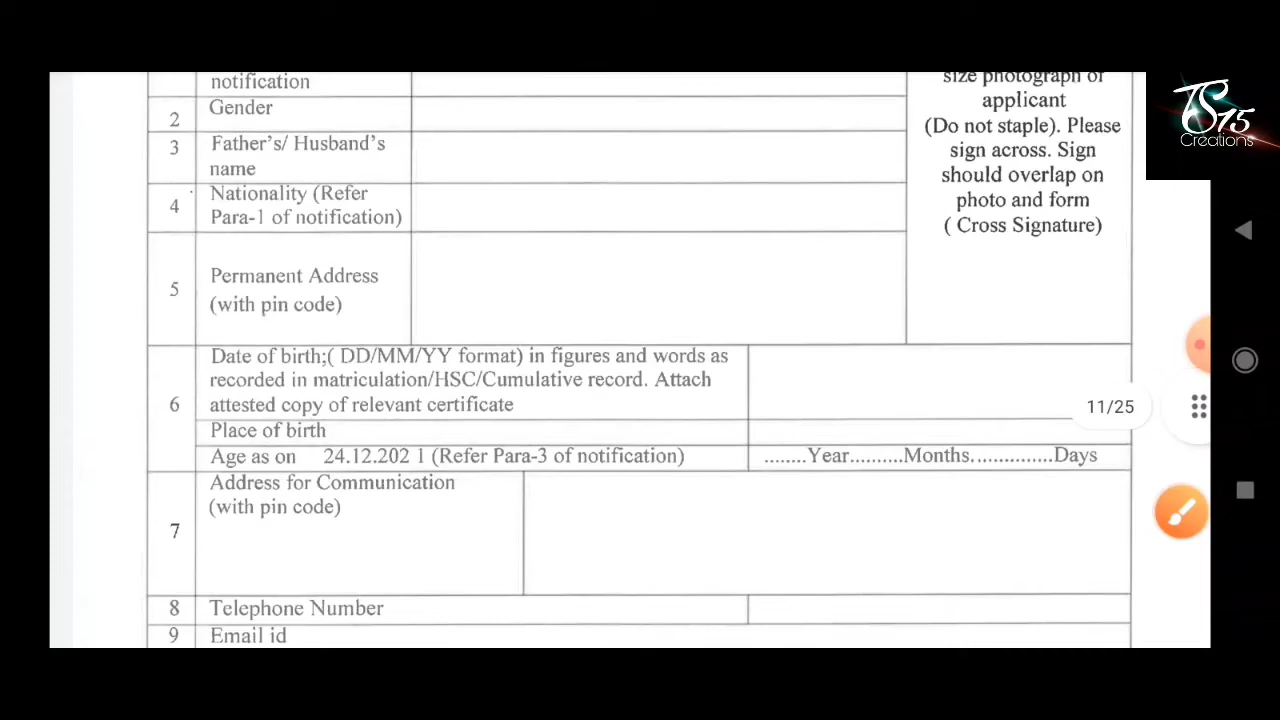 notification
size photograph of
applicant
(Do not staple). Please
sign across. Sign
should overlap on
photo and form
( Cross Signature)
2 Gender
3 Father's/ Husband's
name
4 Nationality (Refer
Para-1 of notification)
5 Permanent Address
(with pin code)
6 Date of birth;( DD/MM/YY format) in figures and words as
recorded in matriculation/HSC/Cumulative record. Attach
attested copy of relevant certificate
Place of birth
Age as on 24.12.202 1 (Refer Para-3 of notification) ........Year..........Months...............Days
7 Address for Communication
(with pin code)
8 Telephone Number
9 Email id
11/25
TS75
Creations